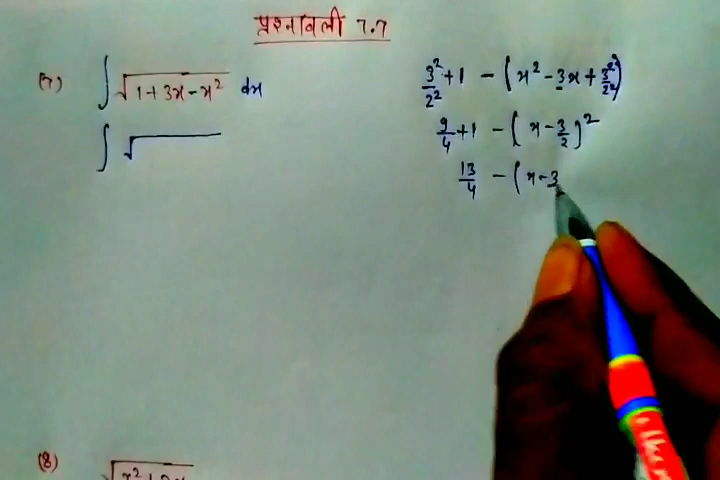 प्रश्नावली 7.7
(7) ∫ √(1+3x-x²) dx
∫ √
3²/2² + 1 - (x² - 3x + 3²/2²)
9/4 + 1 - (x - 3/2)²
13/4 - (x - 3
(8)